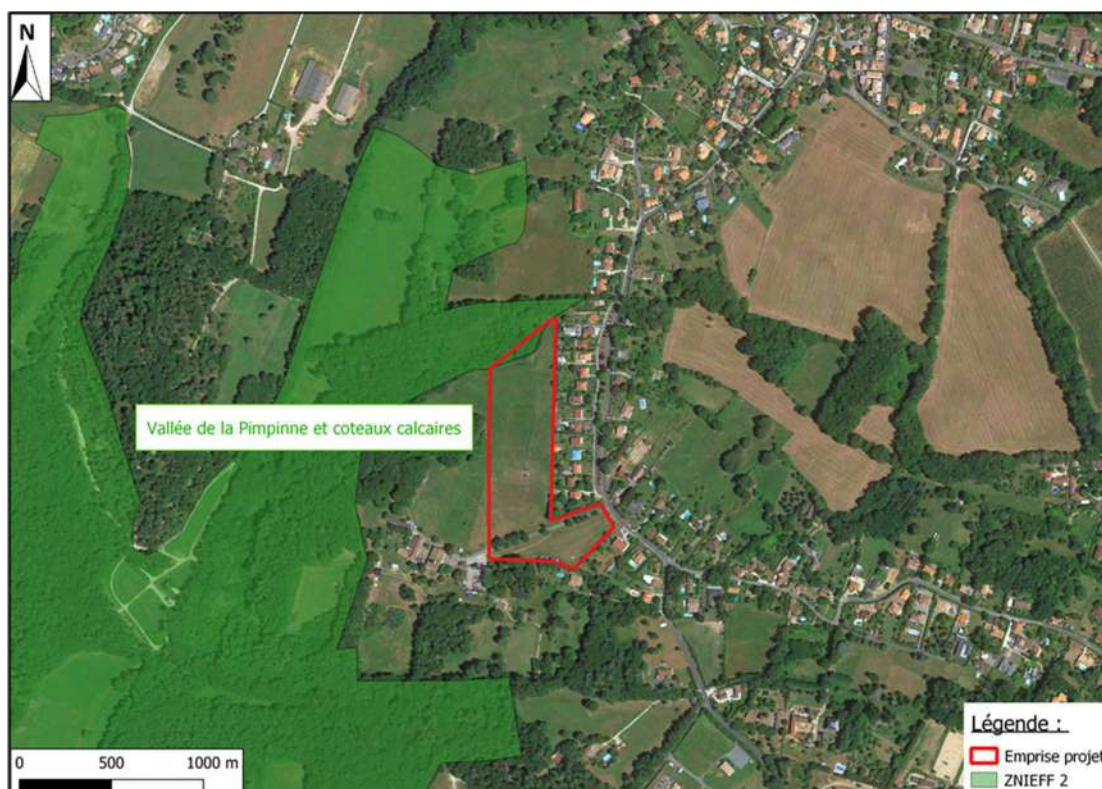 N
Vallée de la Pimpinne et coteaux calcaires
0 500 1000 m
Légende :
Emprise projet
ZNIEFF 2